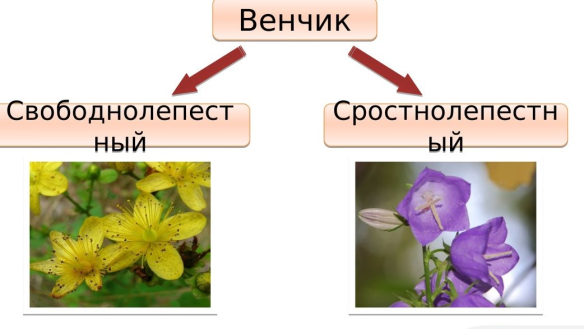 Венчик
Свободнолепест
ный
Сростнолепестн
ый